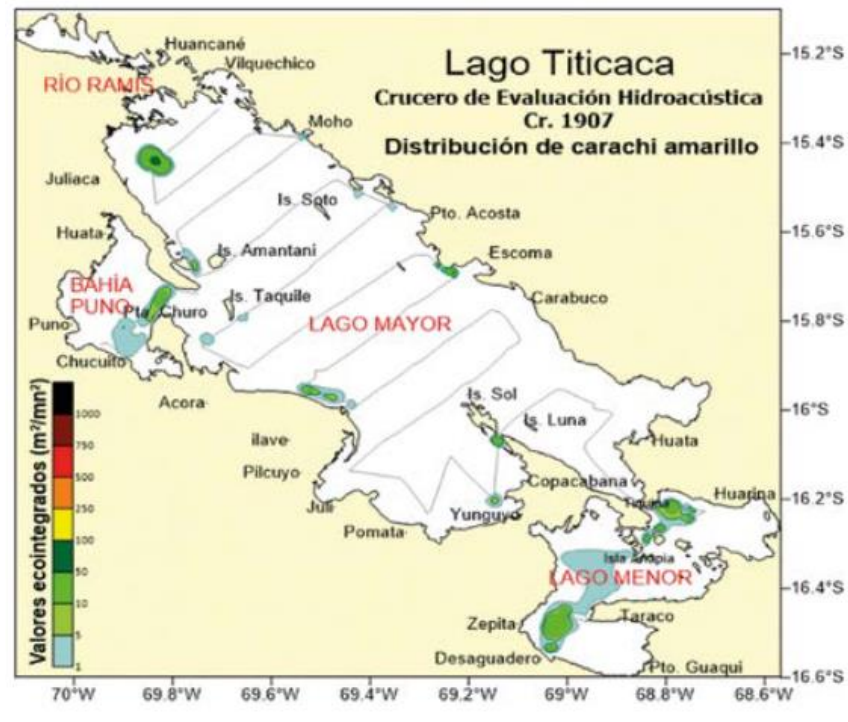 Lago Titicaca
Crucero de Evaluación Hidroacústica
Cr. 1907
Distribución de carachi amarillo
Huancané
Vilquechico
RÍO RAMIS
Moho
Juliaca
Is. Soto
Pto. Acosta
Huata
Is. Amantani
Escoma
BAHÍA
PUNO
Pta. Churo
Is. Taquile
Carabuco
Puno
LAGO MAYOR
Chucuito
Acora
Is. Sol
Is. Luna
ilave
Huata
Pilcuyo
Copacabana
Juli
Huarina
Tiquina
Yunguyo
Pomata
Isla Anapia
LAGO MENOR
Zepita
Taraco
Desaguadero
Pto. Guaqui
Valores ecointegrados (m²/mn²)
1000
750
500
250
100
50
10
5
1
15.2°S
15.4°S
15.6°S
15.8°S
16°S
16.2°S
16.4°S
16.6°S
70°W
69.8°W
69.6°W
69.4°W
69.2°W
69°W
68.8°W
68.6°W